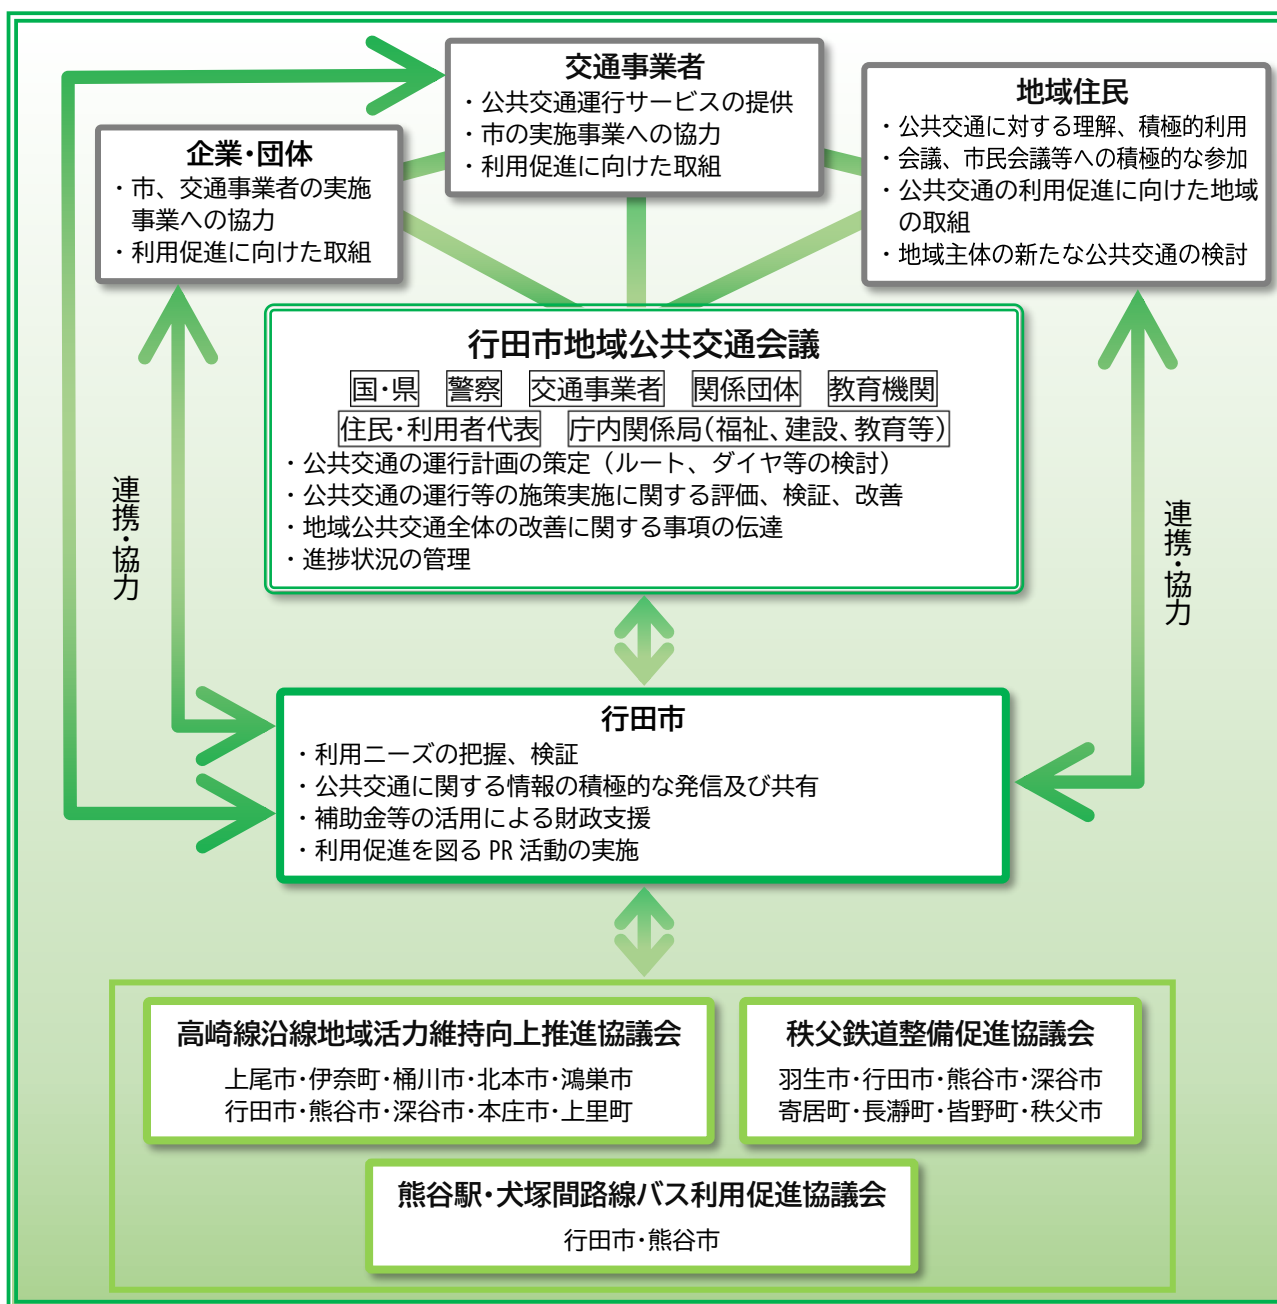 交通事業者
・公共交通運行サービスの提供
・市の実施事業への協力
・利用促進に向けた取組
地域住民
・公共交通に対する理解、積極的利用
・会議、市民会議等への積極的な参加
・公共交通の利用促進に向けた地域
の取組
・地域主体の新たな公共交通の検討
企業・団体
・市、交通事業者の実施
事業への協力
・利用促進に向けた取組
行田市地域公共交通会議
国・県 警察 交通事業者 関係団体 教育機関
住民・利用者代表 庁内関係局（福祉、建設、教育等）
・公共交通の運行計画の策定（ルート、ダイヤ等の検討）
・公共交通の運行等の施策実施に関する評価、検証、改善
・地域公共交通全体の改善に関する事項の伝達
・進捗状況の管理
連携・協力
連携・協力
行田市
・利用ニーズの把握、検証
・公共交通に関する情報の積極的な発信及び共有
・補助金等の活用による財政支援
・利用促進を図る PR 活動の実施
高崎線沿線地域活力維持向上推進協議会
上尾市・伊奈町・桶川市・北本市・鴻巣市
行田市・熊谷市・深谷市・本庄市・上里町
秩父鉄道整備促進協議会
羽生市・行田市・熊谷市・深谷市
寄居町・長瀞町・皆野町・秩父市
熊谷駅・犬塚間路線バス利用促進協議会
行田市・熊谷市